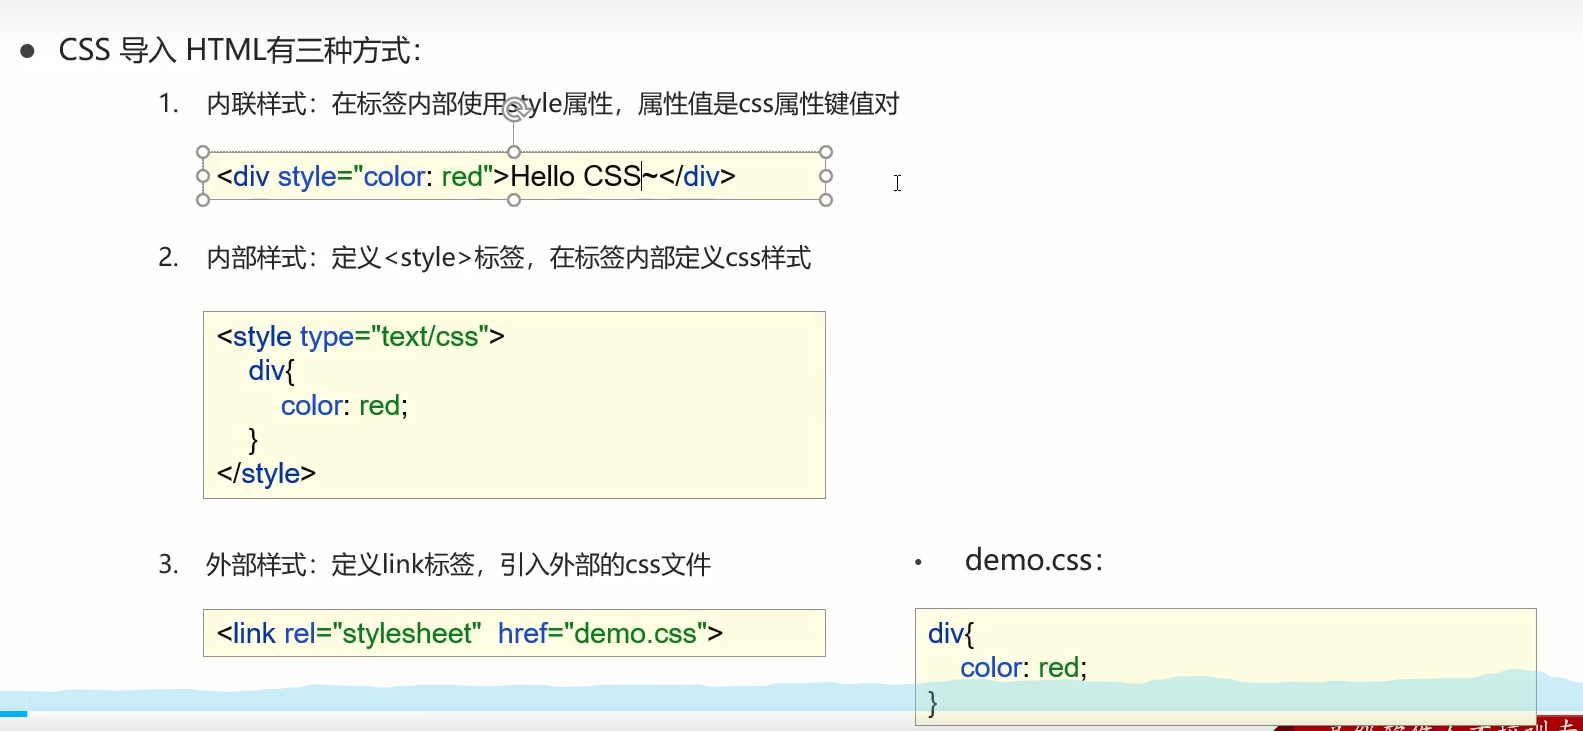 ● CSS 导入 HTML有三种方式：
1. 内联样式：在标签内部使用style属性，属性值是css属性键值对
<div style="color: red">Hello CSS~</div>
2. 内部样式：定义<style>标签，在标签内部定义css样式
<style type="text/css">
div{
color: red;
}
</style>
3. 外部样式：定义link标签，引入外部的css文件
<link rel="stylesheet" href="demo.css">
• demo.css：
div{
color: red;
}